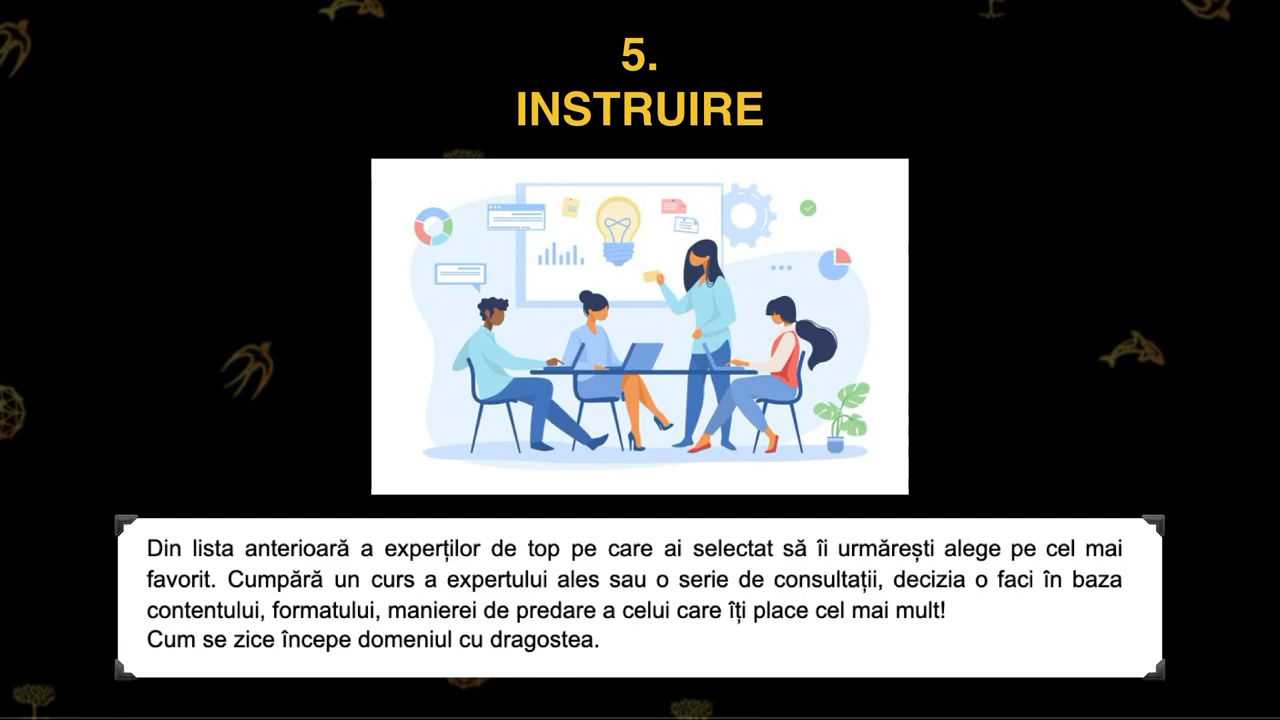 5.
INSTRUIRE
Din lista anterioară a experților de top pe care ai selectat să îi urmărești alege pe cel mai
favorit. Cumpără un curs a expertului ales sau o serie de consultații, decizia o faci în baza
contentului, formatului, manierei de predare a celui care îți place cel mai mult!
Cum se zice începe domeniul cu dragostea.